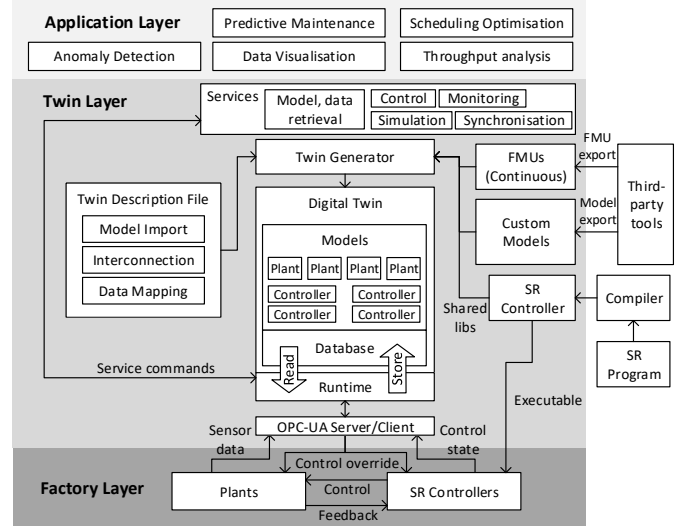 Application Layer
Predictive Maintenance
Scheduling Optimisation
Anomaly Detection
Data Visualisation
Throughput analysis
Twin Layer
Services
Model, data
retrieval
Control
Monitoring
Simulation
Synchronisation
Twin Generator
FMUs
(Continuous)
FMU
export
Third-
party
tools
Twin Description File
Model Import
Interconnection
Data Mapping
Digital Twin
Models
Plant
Plant
Plant
Plant
Controller
Controller
Controller
Controller
Custom
Models
Model
export
Shared
libs
SR
Controller
Compiler
SR
Program
Database
Read
Store
Runtime
Service commands
Executable
OPC-UA Server/Client
Sensor
data
Control
state
Control override
Factory Layer
Plants
Control
Feedback
SR Controllers